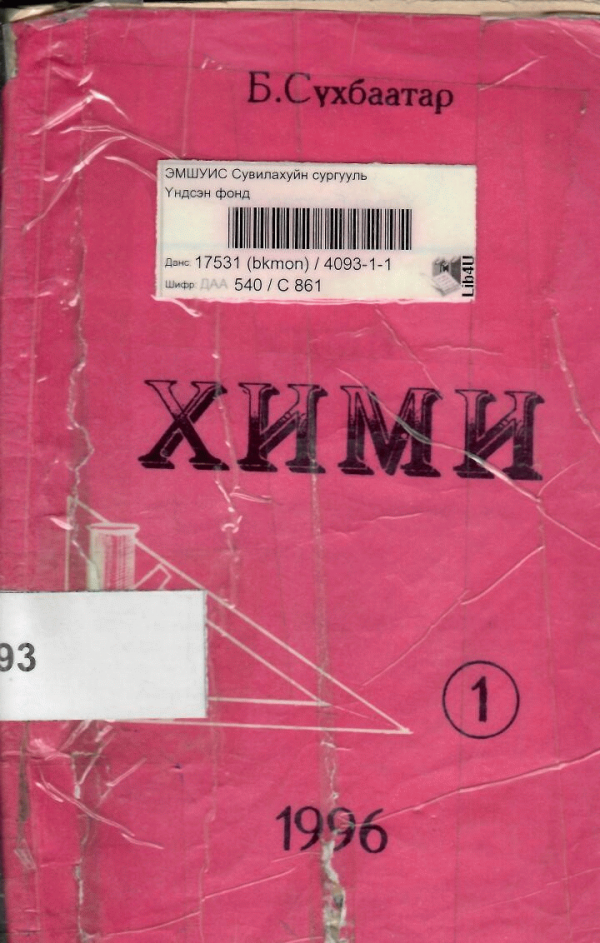 Б.Сүхбаатар
ЭМШУИС Сувилахуйн сургууль
Үндсэн фонд
Данс: 17531 (bkmon) / 4093-1-1
Шифр: ДАА 540 / С 861
Lib4U
ХИМИ
93
1
1996